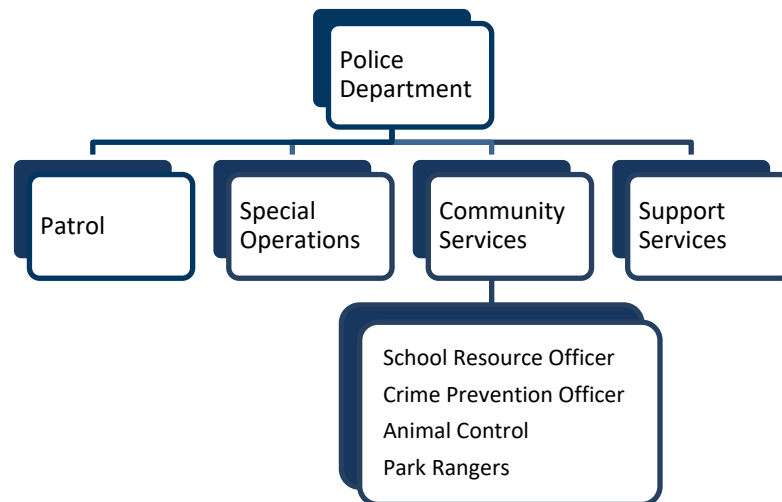 Police
Department
Patrol
Special
Operations
Community
Services
Support
Services
School Resource Officer
Crime Prevention Officer
Animal Control
Park Rangers